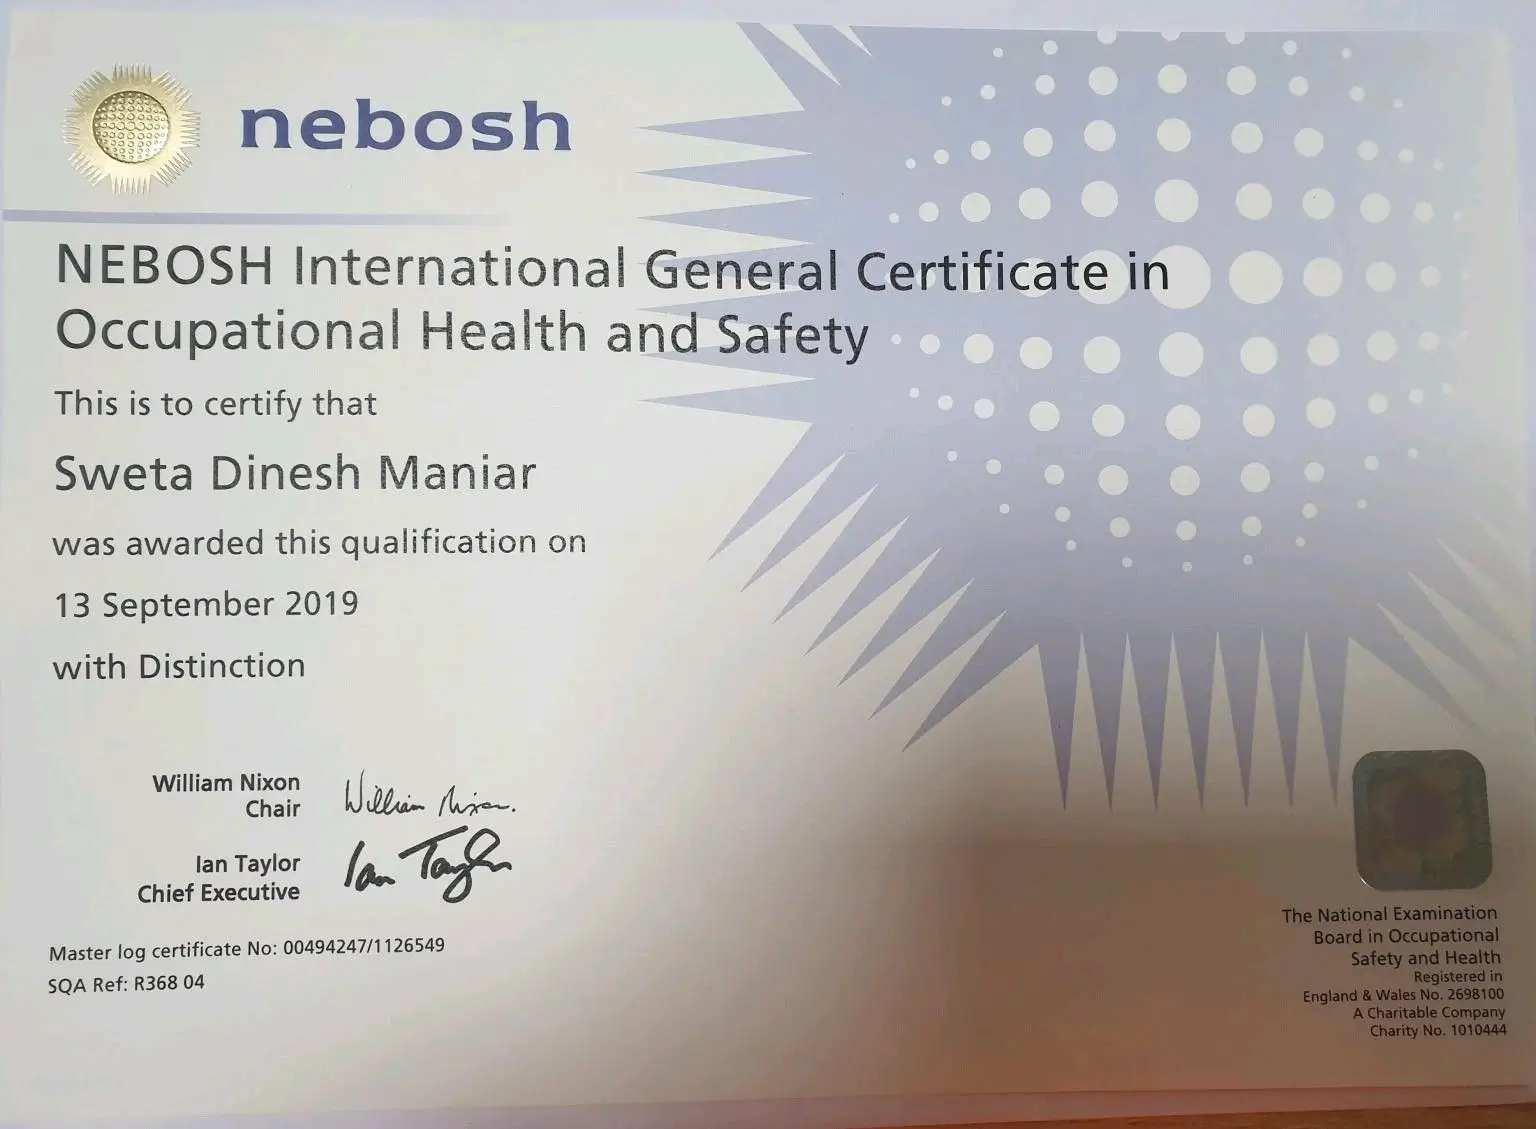 nebosh
NEBOSH International General Certificate in
Occupational Health and Safety
This is to certify that
Sweta Dinesh Maniar
was awarded this qualification on
13 September 2019
with Distinction
William Nixon
Chair
William Nixon.
Ian Taylor
Chief Executive
Ian Taylor
Master log certificate No: 00494247/1126549
SQA Ref: R368 04
The National Examination
Board in Occupational
Safety and Health
Registered in
England & Wales No. 2698100
A Charitable Company
Charity No. 1010444